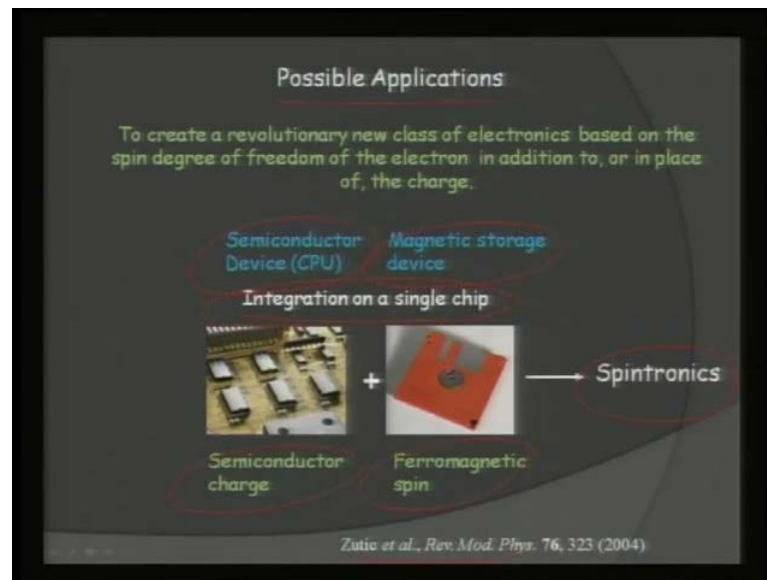 Possible Applications
To create a revolutionary new class of electronics based on the
spin degree of freedom of the electron in addition to, or in place
of, the charge.
Semiconductor Device (CPU)
Magnetic storage device
Integration on a single chip
+
Spintronics
Semiconductor charge
Ferromagnetic spin
Zutic et al., Rev. Mod. Phys. 76, 323 (2004)